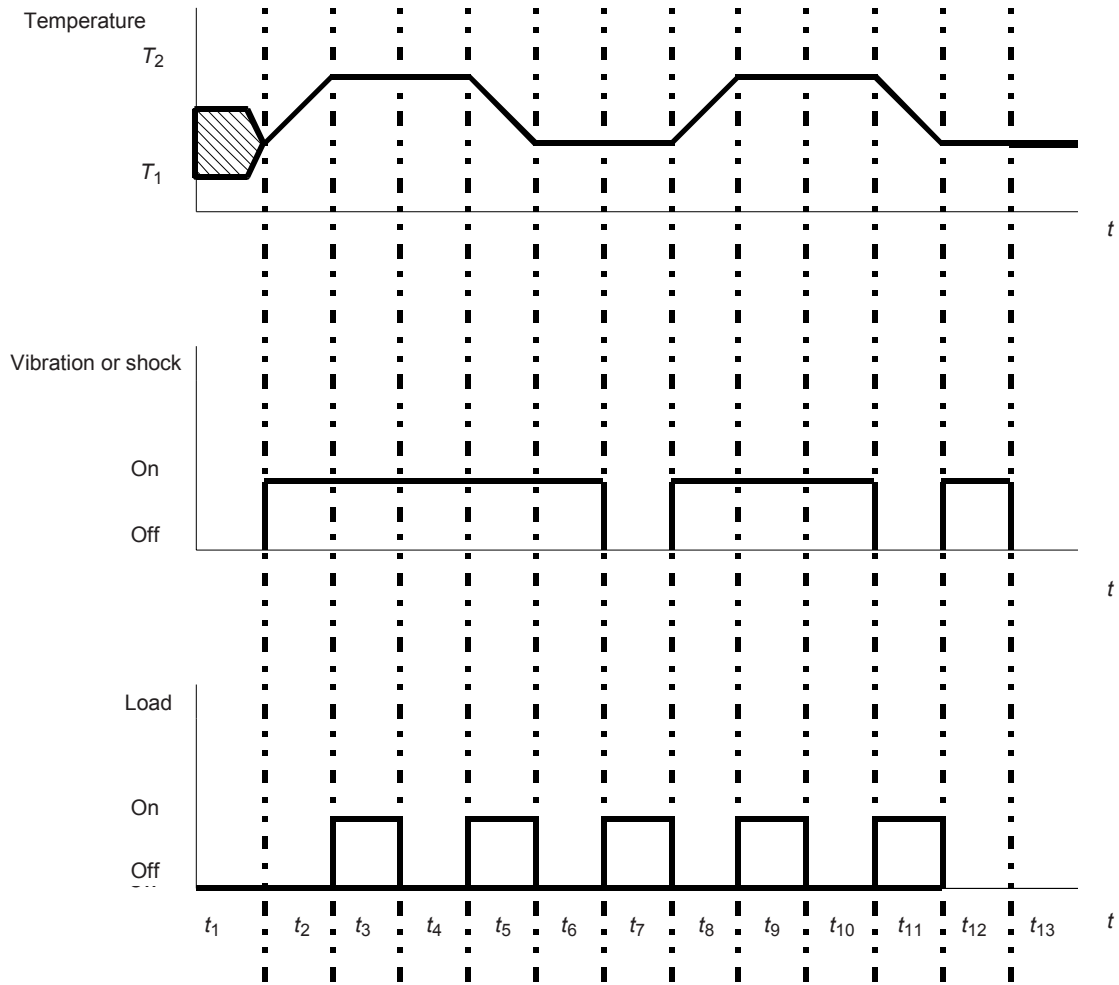 Temperature
T2
T1
t
Vibration or shock
On
Off
t
Load
On
Off
t1 t2 t3 t4 t5 t6 t7 t8 t9 t10 t11 t12 t13 t